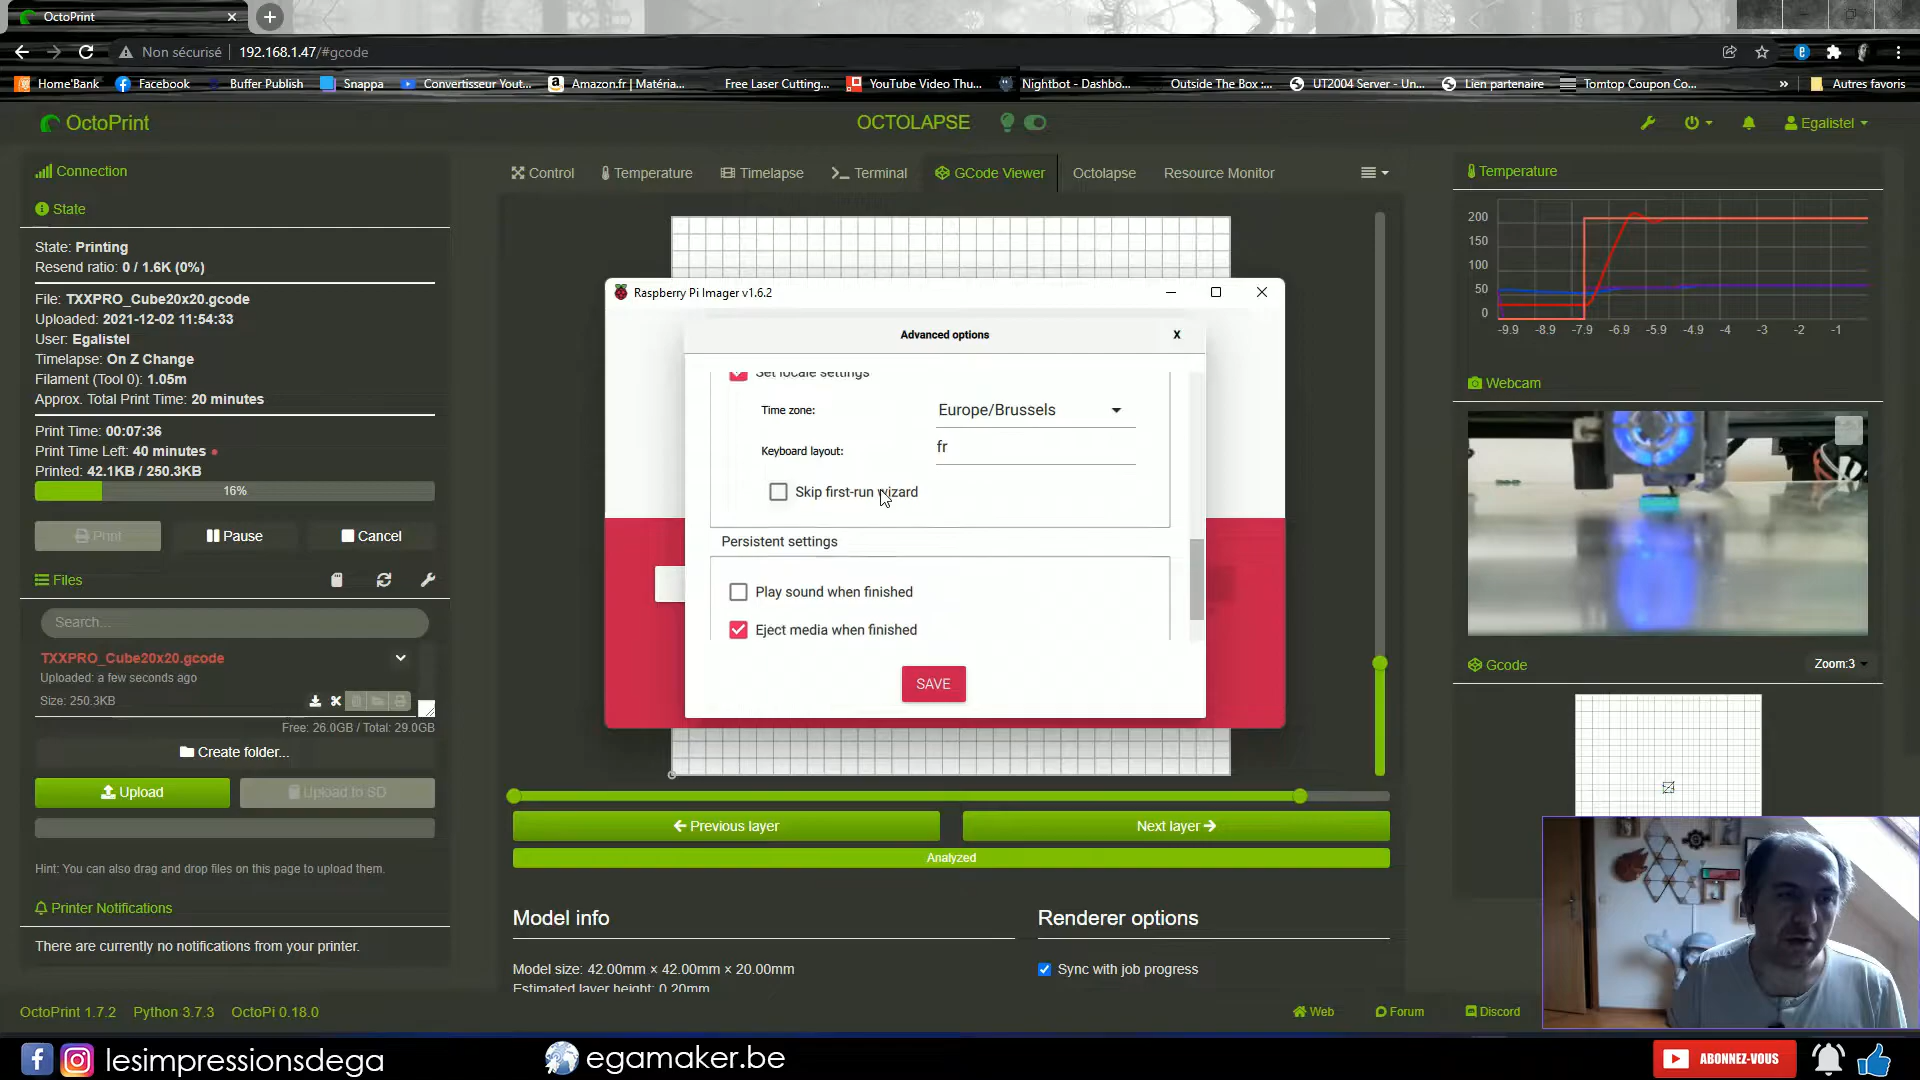 OctoPrint
Non sécurisé
192.168.1.47/#gcode
Home'Bank
Facebook
Buffer Publish
Snappa
Convertisseur Yout...
Amazon.fr | Matéria...
Free Laser Cutting...
YouTube Video Thu...
Nightbot - Dashbo...
Outside The Box :...
UT2004 Server - Un...
Lien partenaire
Tomtop Coupon Co...
»
Autres favoris
OctoPrint
OCTOLAPSE
Egalistel
Connection
State
State: Printing
Resend ratio: 0 / 1.6K (0%)
File: TXXPRO_Cube20x20.gcode
Uploaded: 2021-12-02 11:54:33
User: Egalistel
Timelapse: On Z Change
Filament (Tool 0): 1.05m
Approx. Total Print Time: 20 minutes
Print Time: 00:07:36
Print Time Left: 40 minutes
Printed: 42.1KB / 250.3KB
16%
Print
Pause
Cancel
Files
Search...
TXXPRO_Cube20x20.gcode
Uploaded: a few seconds ago
Size: 250.3KB
Free: 26.0GB / Total: 29.0GB
Create folder...
Upload
Upload to SD
Hint: You can also drag and drop files on this page to upload them.
Printer Notifications
There are currently no notifications from your printer.
Control
Temperature
Timelapse
Terminal
GCode Viewer
Octolapse
Resource Monitor
Raspberry Pi Imager v1.6.2
Advanced options
X
Set locale settings
Time zone:
Europe/Brussels
Keyboard layout:
fr
Skip first-run wizard
Persistent settings
Play sound when finished
Eject media when finished
SAVE
Previous layer
Next layer
Analyzed
Model info
Model size: 42.00mm × 42.00mm × 20.00mm
Estimated layer height: 0.20mm
Renderer options
Sync with job progress
Temperature
200
150
100
50
0
-9.9 -8.9 -7.9 -6.9 -5.9 -4.9 -4 -3 -2 -1
Webcam
Gcode
Zoom:3
OctoPrint 1.7.2 Python 3.7.3 OctoPi 0.18.0
Web
Forum
Discord
lesimpressionsdega
egamaker.be
ABONNEZ-VOUS